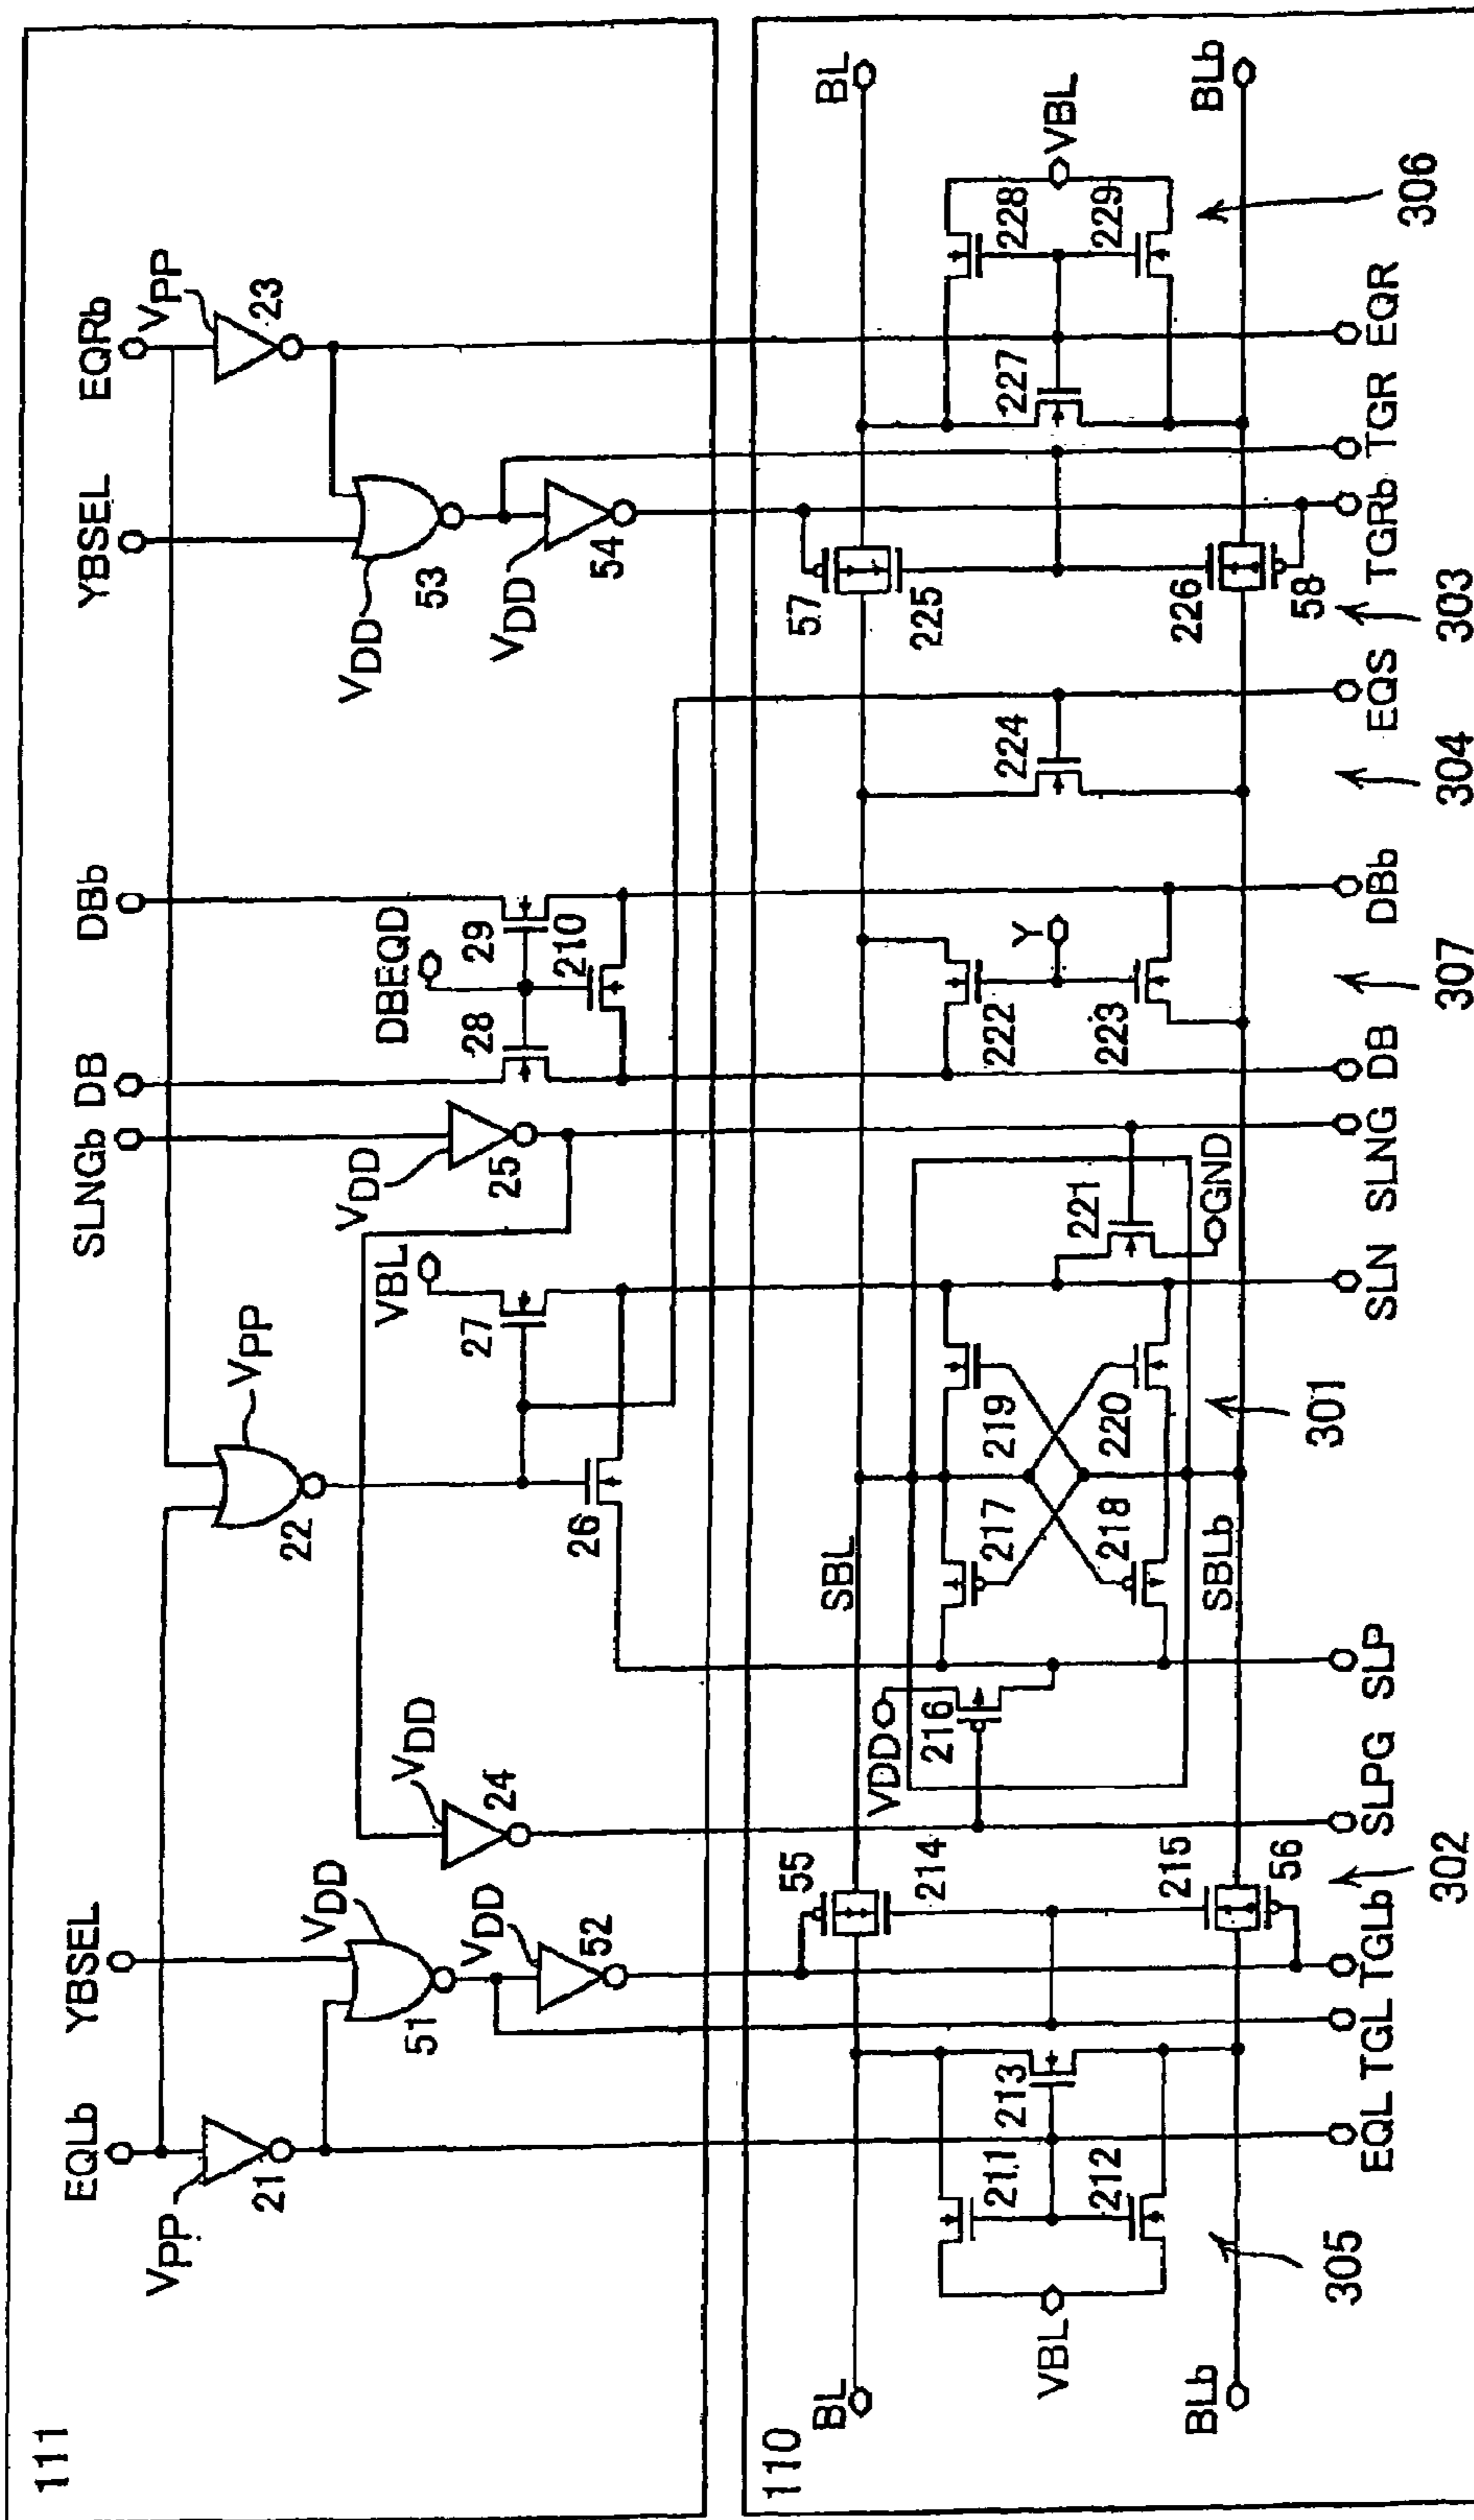 111
EQLb
YBSEL
SLNGb
DB
DBb
YBSEL
EQRb
VPP
21
VDD
51
VDD
52
VDD
24
22
VPP
26
27
VBL
VDD
25
28
DBEQD
29
210
VDD
53
VDD
54
VPP
23
110
BL
BLb
VBL
211
212
213
55
214
215
56
VDD
216
SBL
SBLb
217
218
219
220
221
GND
222
223
Y
224
57
225
226
58
227
228
229
VBL
BL
BLb
EQL
TGL
TGLb
SLPG
SLP
SLN
SLNG
DB
DBb
EQS
TGRb
TGR
EQR
305
302
301
307
304
303
306